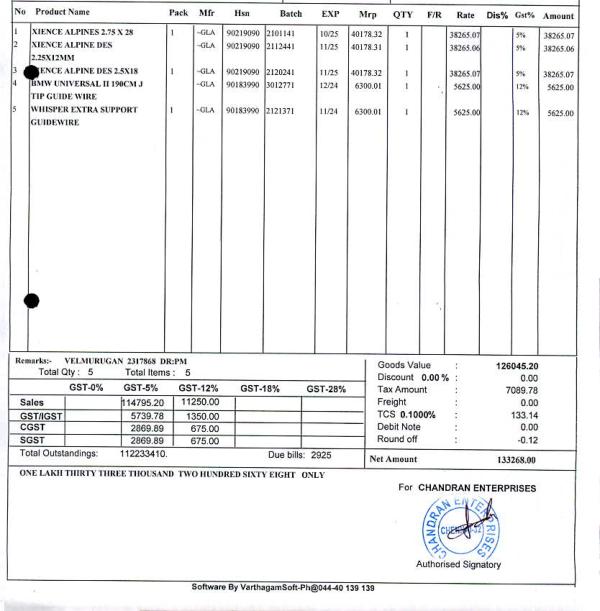 No Product Name Pack Mfr Hsn Batch EXP Mrp QTY F/R Rate Dis% Gst% Amount
1 XIENCE ALPINES 2.75 X 28 1 ~GLA 90219090 2101141 10/25 40178.32 1 38265.07 5% 38265.07
2 XIENCE ALPINE DES 1 ~GLA 90219090 2112441 11/25 40178.31 1 38265.06 5% 38265.06
2.25X12MM
3 ENCE ALPINE DES 2.5X18 1 ~GLA 90219090 2120241 11/25 40178.32 1 38265.07 5% 38265.07
4 BMW UNIVERSAL II 190CM J 1 ~GLA 90183990 3012771 12/24 6300.01 1 5625.00 12% 5625.00
TIP GUIDE WIRE
5 WHISPER EXTRA SUPPORT 1 ~GLA 90183990 2121371 11/24 6300.01 1 5625.00 12% 5625.00
GUIDEWIRE
Remarks:- VELMURUGAN 2317868 DR:PM
Total Qty : 5 Total Items : 5
GST-0% GST-5% GST-12% GST-18% GST-28%
Sales 114795.20 11250.00
GST/IGST 5739.78 1350.00
CGST 2869.89 675.00
SGST 2869.89 675.00
Total Outstandings: 112233410. Due bills: 2925
Goods Value : 126045.20
Discount 0.00 % : 0.00
Tax Amount : 7089.78
Freight : 0.00
TCS 0.1000% : 133.14
Debit Note : 0.00
Round off : -0.12
Net Amount 133268.00
ONE LAKH THIRTY THREE THOUSAND TWO HUNDRED SIXTY EIGHT ONLY
For CHANDRAN ENTERPRISES
CHANDRAN ENTERPRISES
Authorised Signatory
Software By VarthagamSoft-Ph@044-40 139 139